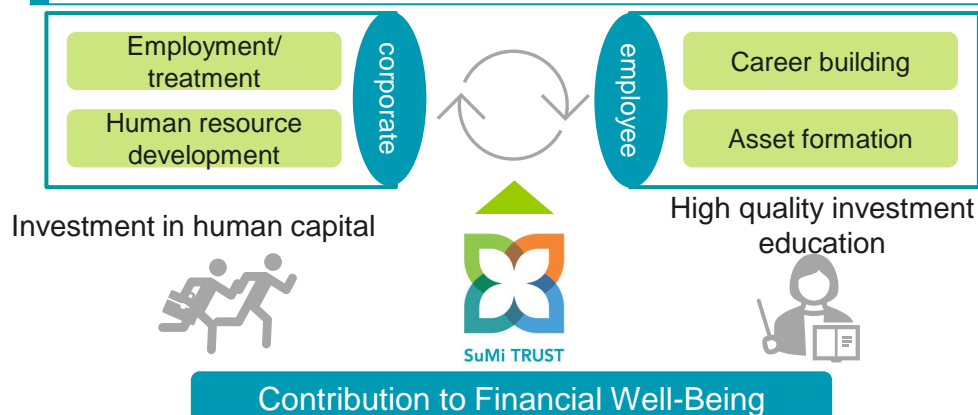 Employment/
treatment
Human resource
development
corporate
employee
Career building
Asset formation
Investment in human capital
High quality investment
education
SuMi TRUST
Contribution to Financial Well-Being